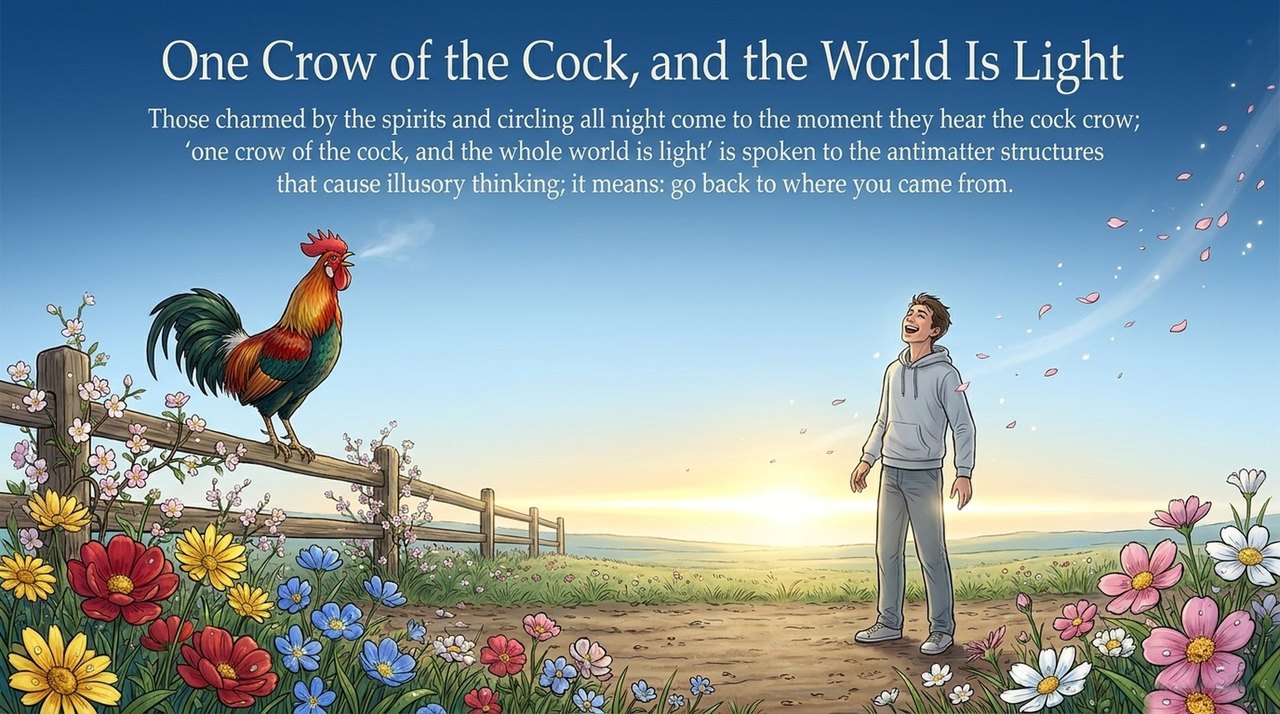 One Crow of the Cock, and the World Is Light
Those charmed by the spirits and circling all night come to the moment they hear the cock crow;
‘one crow of the cock, and the whole world is light’ is spoken to the antimatter structures
that cause illusory thinking; it means: go back to where you came from.